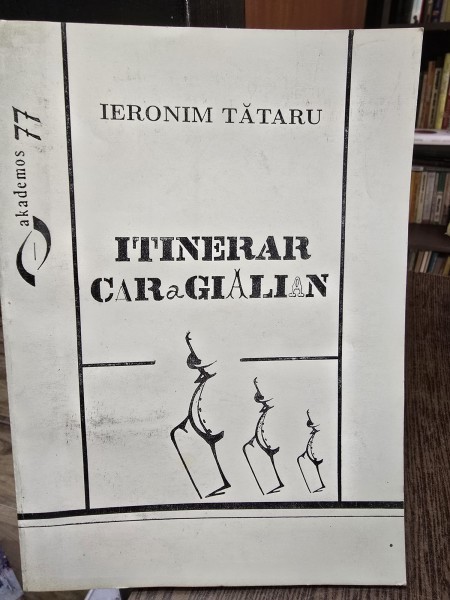 IERONIM TĂTARU
akademos 77
ITINERAR
CARaGIALIAN